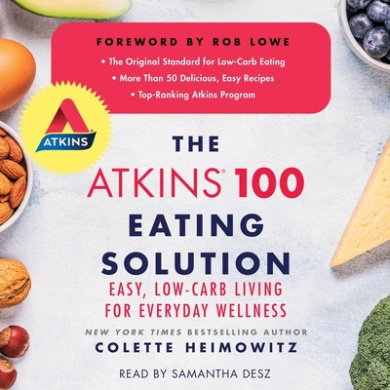 FOREWORD BY ROB LOWE
• The Original Standard for Low-Carb Eating
• More Than 50 Delicious, Easy Recipes
• Top-Ranking Atkins Program
ATKINS
THE
ATKINS® 100
EATING
SOLUTION
EASY, LOW-CARB LIVING
FOR EVERYDAY WELLNESS
NEW YORK TIMES BESTSELLING AUTHOR
COLETTE HEIMOWITZ
READ BY SAMANTHA DESZ